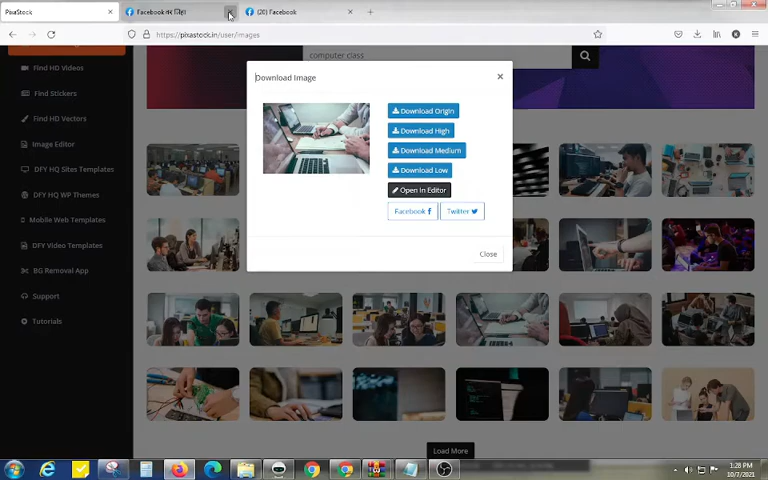 PixaStock
(20) Facebook
https://pixastock.in/user/images
computer class
Find HD Videos
Find Stickers
Find HD Vectors
Image Editor
DFY HQ Sites Templates
DFY HQ WP Themes
Mobile Web Templates
DFY Video Templates
BG Removal App
Support
Tutorials
Download Image
Download Origin
Download High
Download Medium
Download Low
Open In Editor
Facebook
Twitter
Close
Load More
1:28 PM
10/7/2021